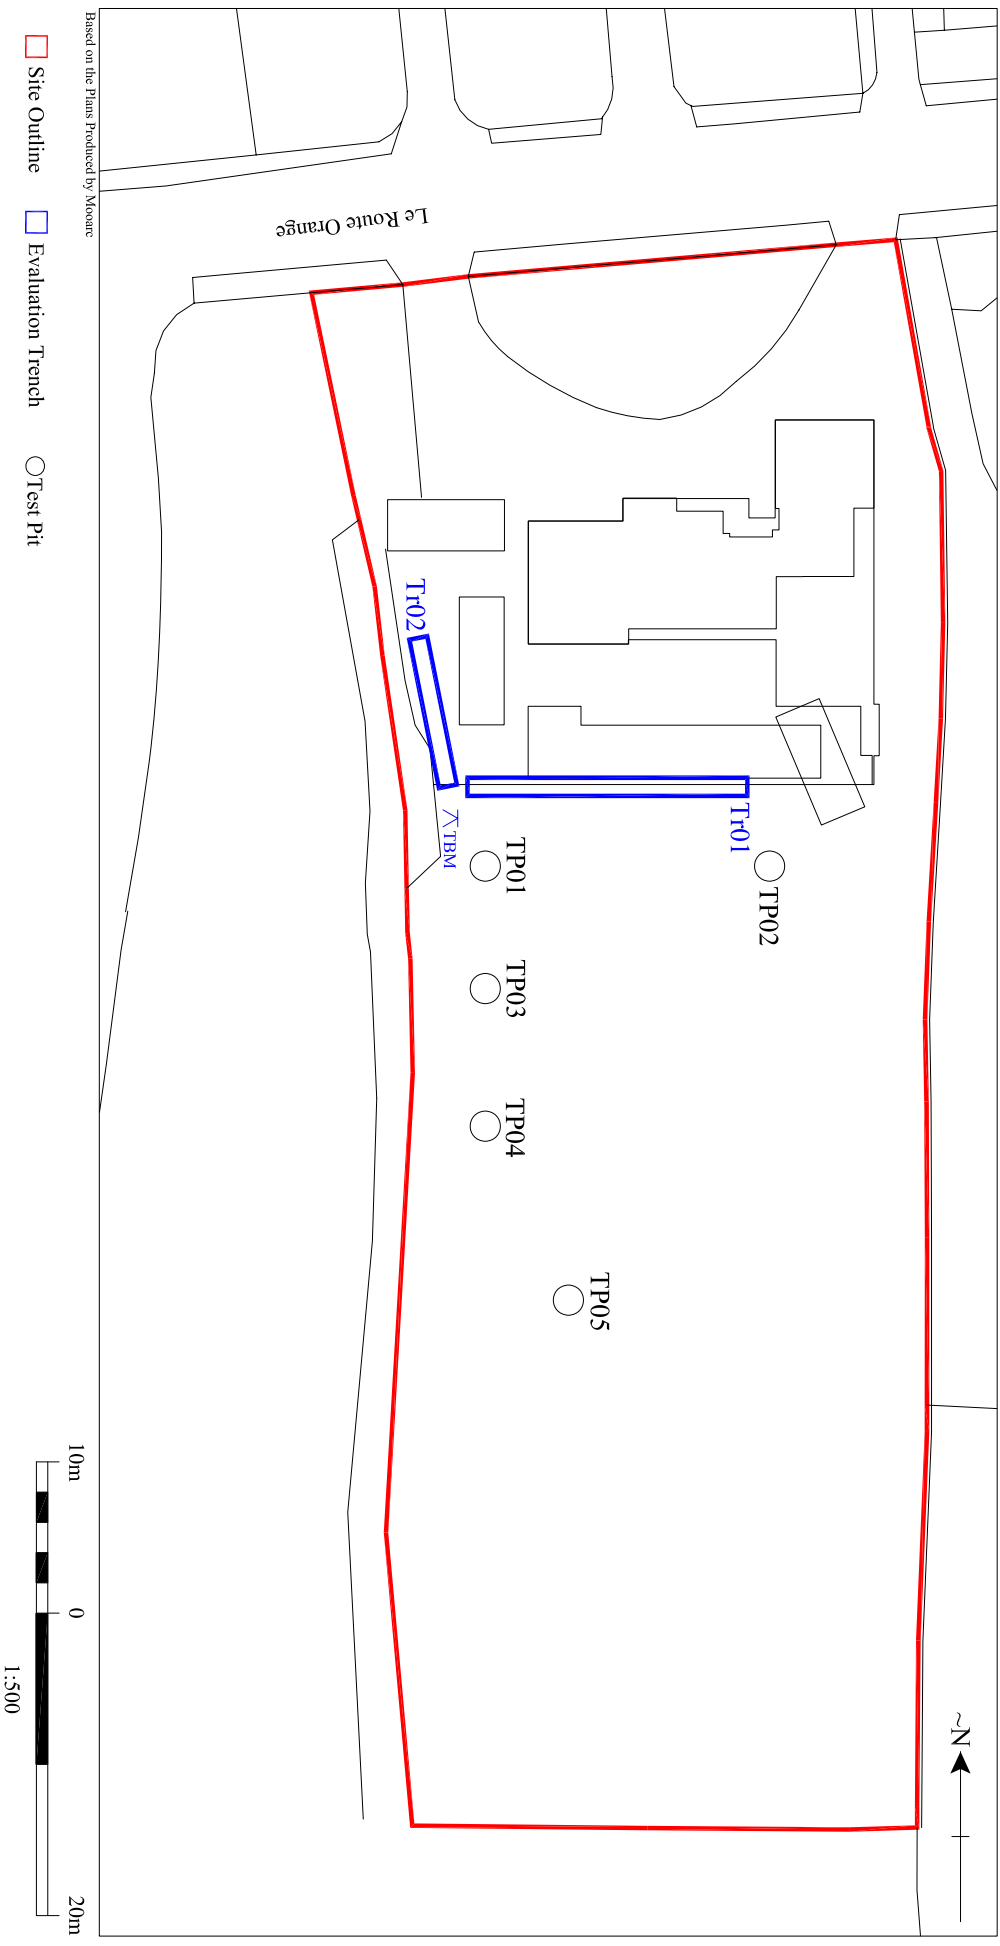 Le Route Orange
Tr02
Tr01
TBM
TP01
TP02
TP03
TP04
TP05
~N
Based on the Plans Produced by Mooarc
Site Outline
Evaluation Trench
Test Pit
10m 0 20m
1:500